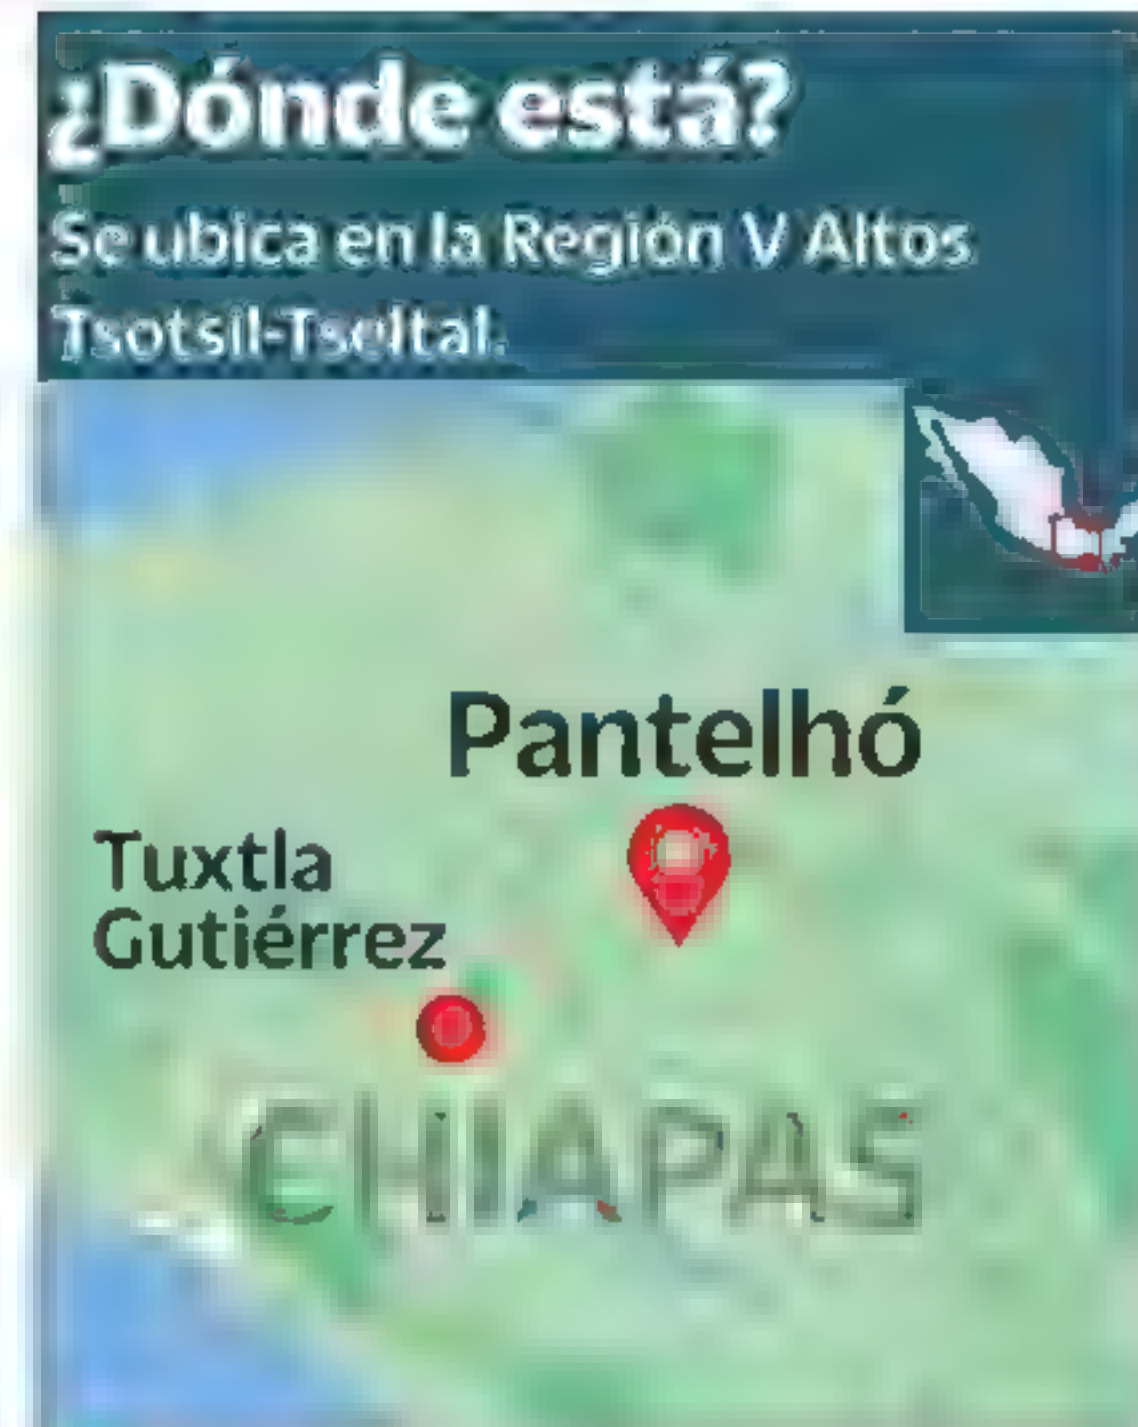 ¿Dónde está?
Se ubica en la Región V Altos
Tsotsil-Tseltal.
Pantelhó
Tuxtla
Gutiérrez
CHIAPAS